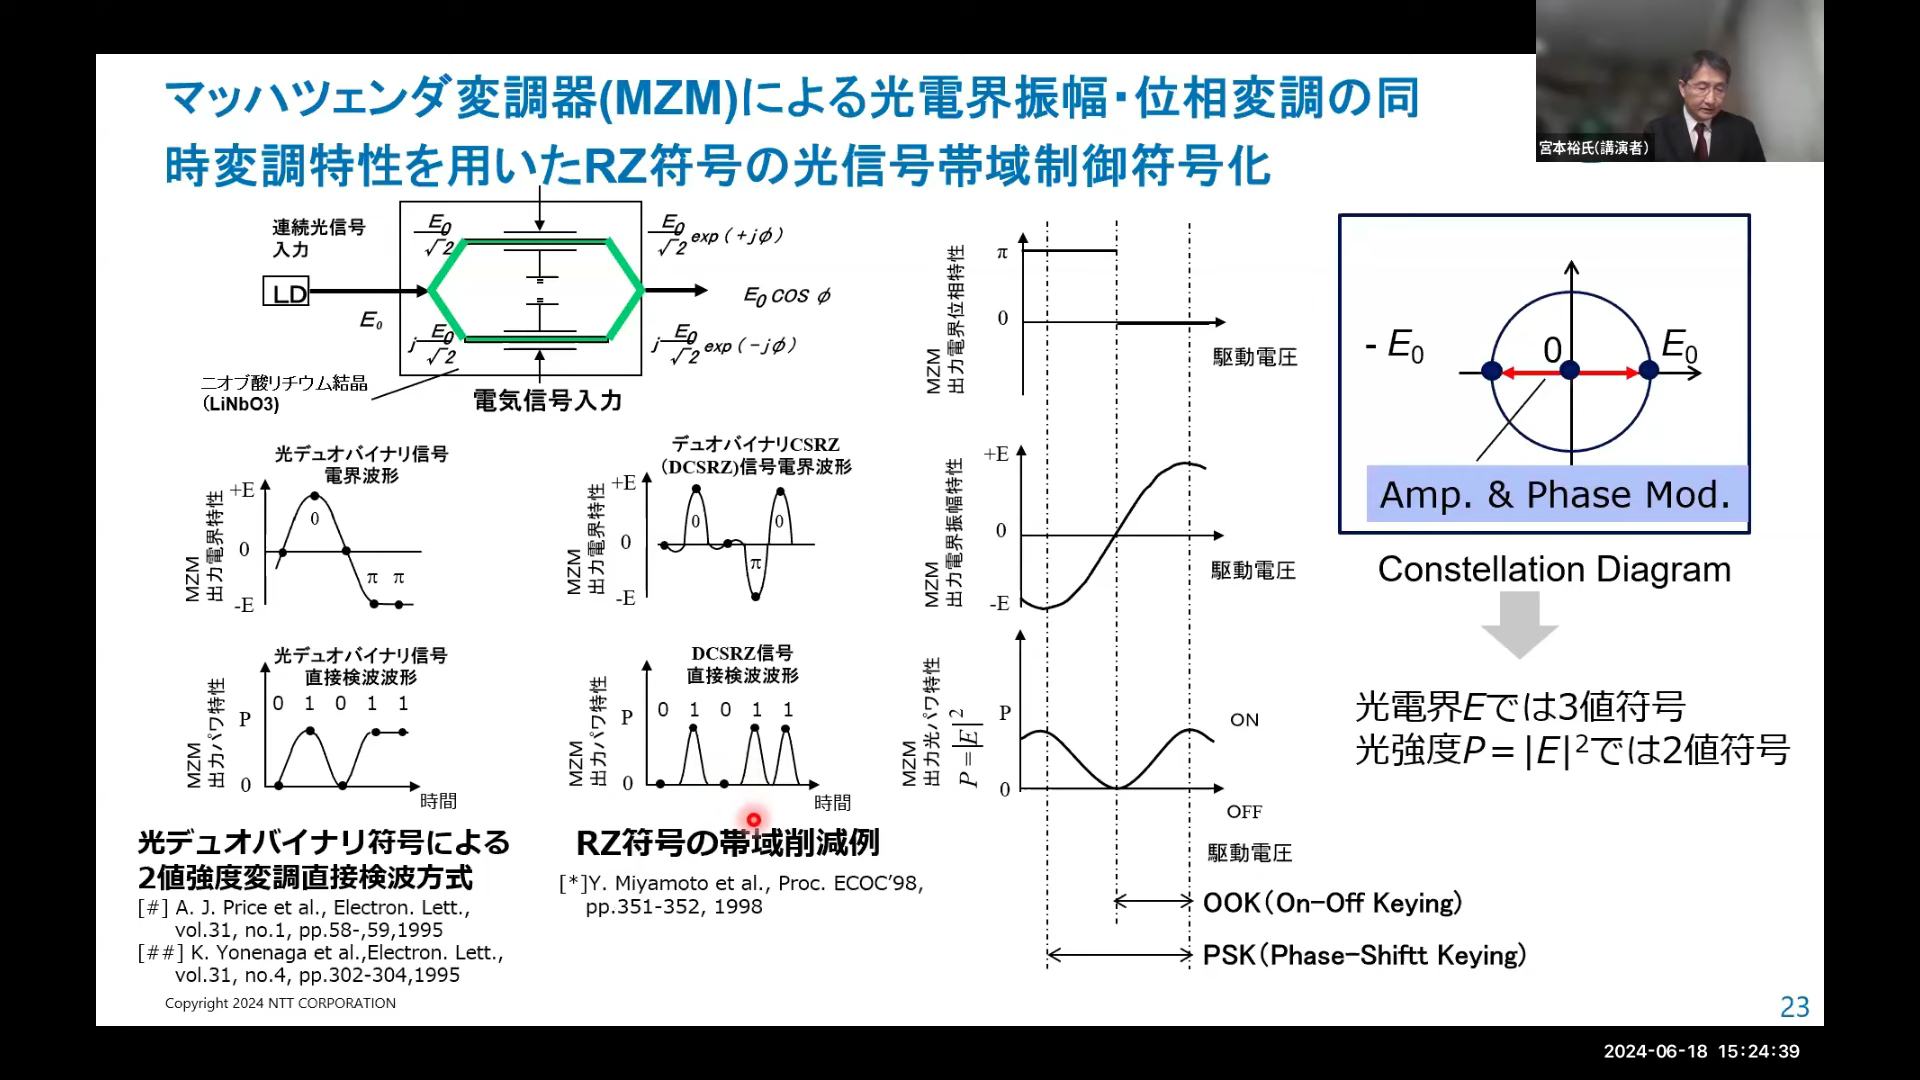 マッハツェンダ変調器(MZM)による光電界振幅・位相変調の同
時変調特性を用いたRZ符号の光信号帯域制御符号化
宮本裕氏(講演者)
連続光信号
入力
LD
E₀
E₀
√2
j E₀
√2
E₀
√2 exp (+jφ)
E₀ cos φ
j E₀
√2 exp (−jφ)
ニオブ酸リチウム結晶
(LiNbO3)
電気信号入力
光デュオバイナリ信号
電界波形
MZM
出力電界特性
+E
0
-E
0
π π
デュオバイナリCSRZ
(DCSRZ)信号電界波形
MZM
出力電界特性
+E
0
-E
0
π
0
光デュオバイナリ信号
直接検波波形
MZM
出力パワ特性
P
0
0 1 0 1 1
時間
DCSRZ信号
直接検波波形
MZM
出力パワ特性
P
0
0 1 0 1 1
時間
光デュオバイナリ符号による
2値強度変調直接検波方式
[#] A. J. Price et al., Electron. Lett.,
vol.31, no.1, pp.58-,59,1995
[##] K. Yonenaga et al.,Electron. Lett.,
vol.31, no.4, pp.302-304,1995
RZ符号の帯域削減例
[*]Y. Miyamoto et al., Proc. ECOC’98,
pp.351-352, 1998
MZM
出力電界位相特性
π
0
駆動電圧
MZM
出力電界振幅特性
+E
0
-E
駆動電圧
MZM
出力光パワ特性
P = |E|²
P
0
ON
OFF
駆動電圧
OOK(On-Off Keying)
PSK(Phase-Shiftt Keying)
- E₀
0
E₀
Amp. & Phase Mod.
Constellation Diagram
光電界Eでは3値符号
光強度P = |E|²では2値符号
Copyright 2024 NTT CORPORATION
23
2024-06-18 15:24:39